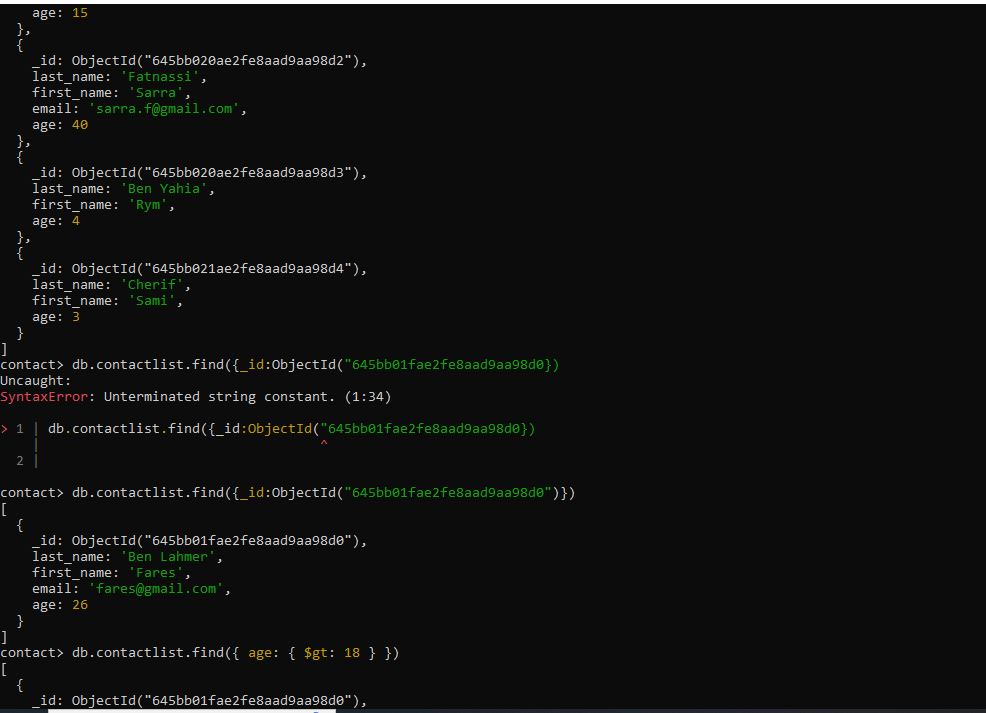 age: 15
},
{
_id: ObjectId("645bb020ae2fe8aad9aa98d2"),
last_name: 'Fatnassi',
first_name: 'Sarra',
email: 'sarra.f@gmail.com',
age: 40
},
{
_id: ObjectId("645bb020ae2fe8aad9aa98d3"),
last_name: 'Ben Yahia',
first_name: 'Rym',
age: 4
},
{
_id: ObjectId("645bb021ae2fe8aad9aa98d4"),
last_name: 'Cherif',
first_name: 'Sami',
age: 3
}
]
contact> db.contactlist.find({_id:ObjectId("645bb01fae2fe8aad9aa98d0})
Uncaught:
SyntaxError: Unterminated string constant. (1:34)
> 1 | db.contactlist.find({_id:ObjectId("645bb01fae2fe8aad9aa98d0})
| ^
2 |
contact> db.contactlist.find({_id:ObjectId("645bb01fae2fe8aad9aa98d0")})
[
{
_id: ObjectId("645bb01fae2fe8aad9aa98d0"),
last_name: 'Ben Lahmer',
first_name: 'Fares',
email: 'fares@gmail.com',
age: 26
}
]
contact> db.contactlist.find({ age: { $gt: 18 } })
[
{
_id: ObjectId("645bb01fae2fe8aad9aa98d0"),